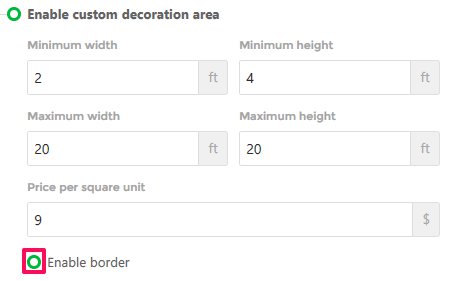 Enable custom decoration area
Minimum width Minimum height
2 ft 4 ft
Maximum width Maximum height
20 ft 20 ft
Price per square unit
9 $
Enable border